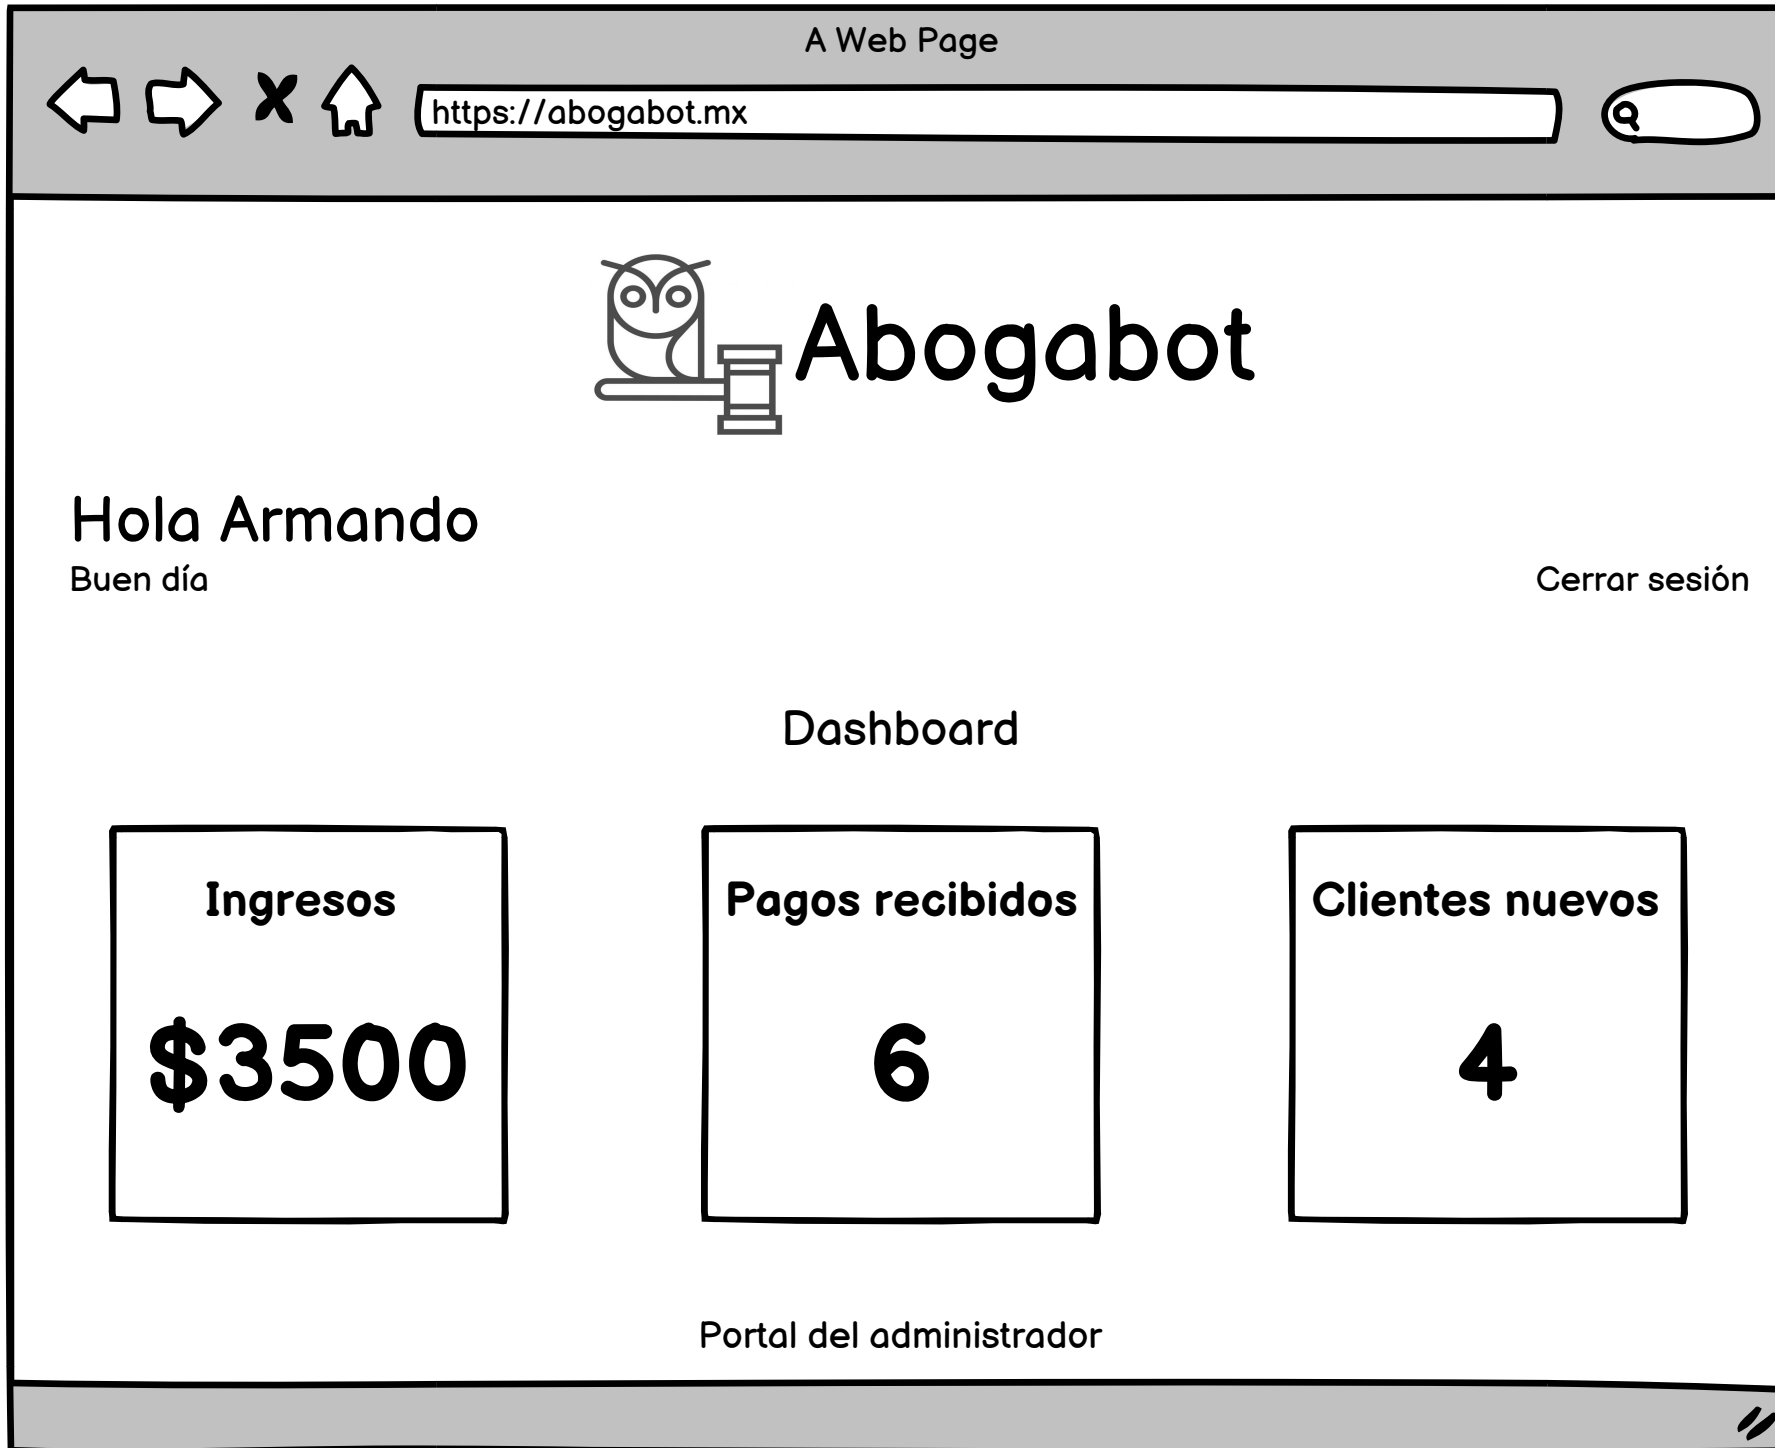 A Web Page
https://abogabot.mx
Abogabot
Hola Armando
Buen día
Cerrar sesión
Dashboard
Ingresos
Pagos recibidos
Clientes nuevos
$3500
6
4
Portal del administrador